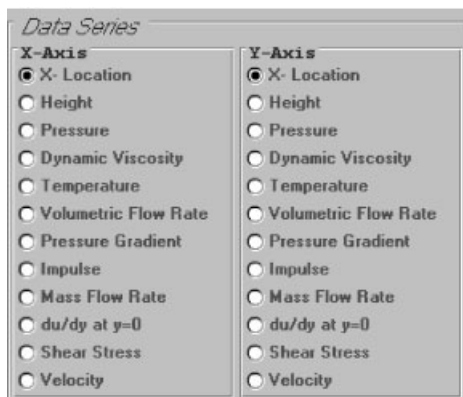 Data Series
X-Axis
X- Location
Height
Pressure
Dynamic Viscosity
Temperature
Volumetric Flow Rate
Pressure Gradient
Impulse
Mass Flow Rate
du/dy at y=0
Shear Stress
Velocity
Y-Axis
X- Location
Height
Pressure
Dynamic Viscosity
Temperature
Volumetric Flow Rate
Pressure Gradient
Impulse
Mass Flow Rate
du/dy at y=0
Shear Stress
Velocity